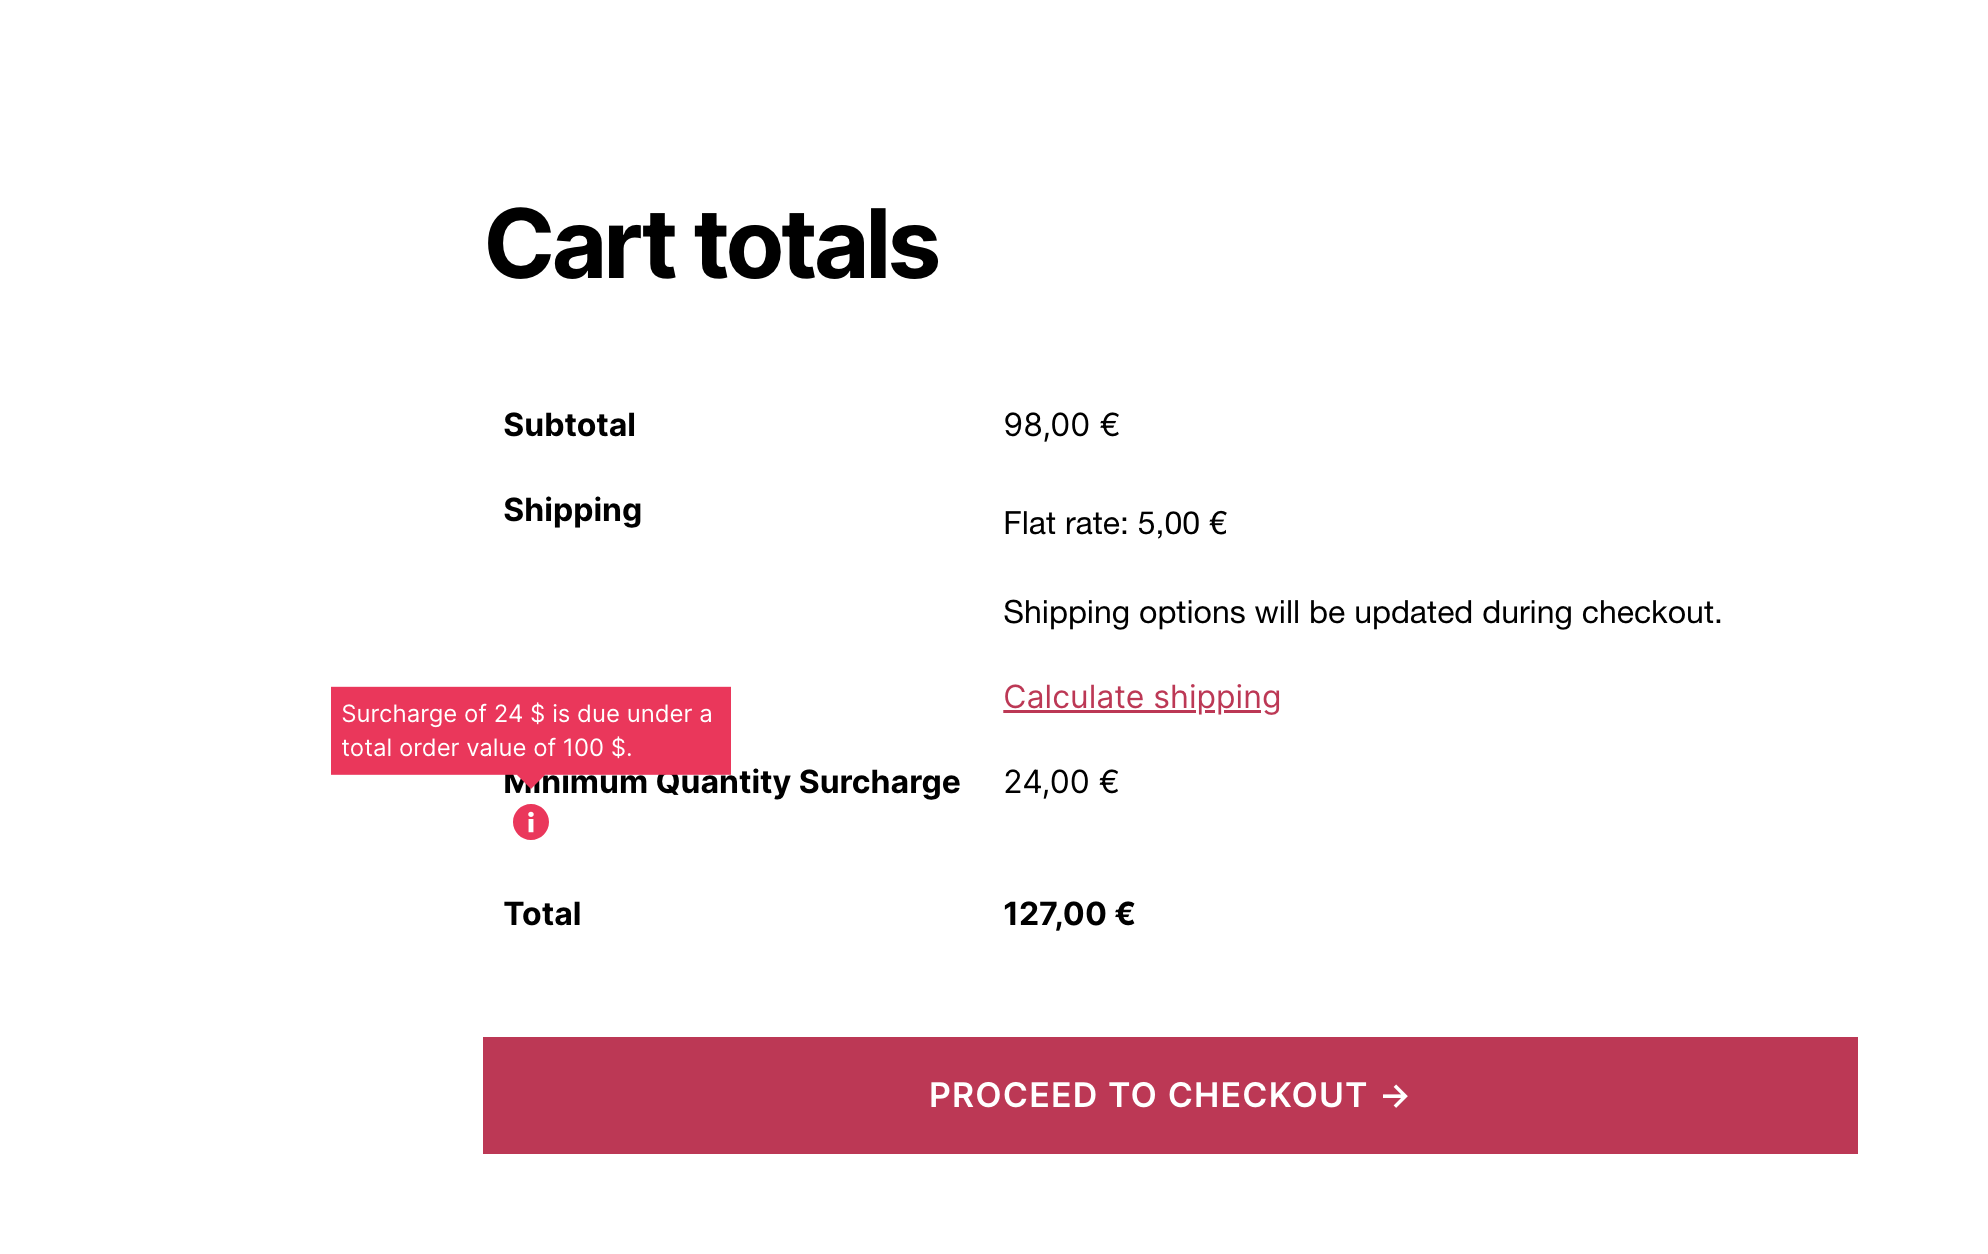 Cart totals
Subtotal 98,00 €
Shipping Flat rate: 5,00 €
Shipping options will be updated during checkout.
Calculate shipping
Surcharge of 24 $ is due under a
total order value of 100 $.
Minimum Quantity Surcharge 24,00 €
i
Total 127,00 €
PROCEED TO CHECKOUT →